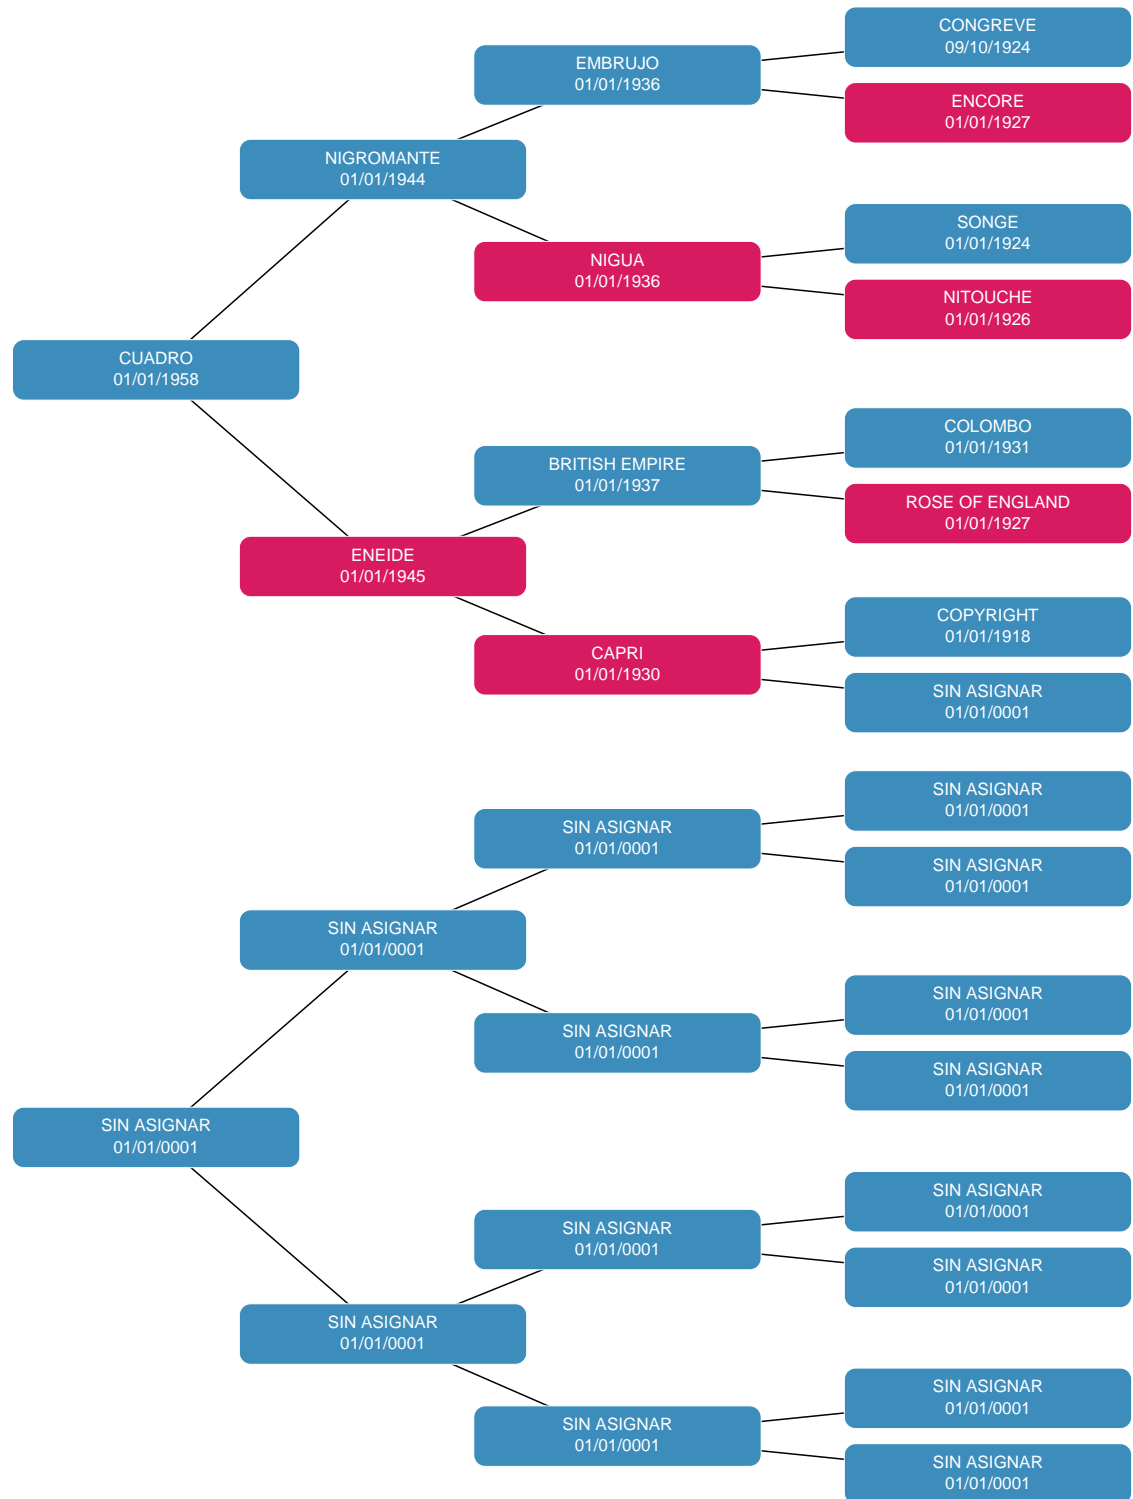 CONGREVE
09/10/1924
EMBRUJO
01/01/1936
ENCORE
01/01/1927
NIGROMANTE
01/01/1944
SONGE
01/01/1924
NIGUA
01/01/1936
NITOUCHE
01/01/1926
CUADRO
01/01/1958
COLOMBO
01/01/1931
BRITISH EMPIRE
01/01/1937
ROSE OF ENGLAND
01/01/1927
ENEIDE
01/01/1945
COPYRIGHT
01/01/1918
CAPRI
01/01/1930
SIN ASIGNAR
01/01/0001
SIN ASIGNAR
01/01/0001
SIN ASIGNAR
01/01/0001
SIN ASIGNAR
01/01/0001
SIN ASIGNAR
01/01/0001
SIN ASIGNAR
01/01/0001
SIN ASIGNAR
01/01/0001
SIN ASIGNAR
01/01/0001
SIN ASIGNAR
01/01/0001
SIN ASIGNAR
01/01/0001
SIN ASIGNAR
01/01/0001
SIN ASIGNAR
01/01/0001
SIN ASIGNAR
01/01/0001
SIN ASIGNAR
01/01/0001
SIN ASIGNAR
01/01/0001
SIN ASIGNAR
01/01/0001